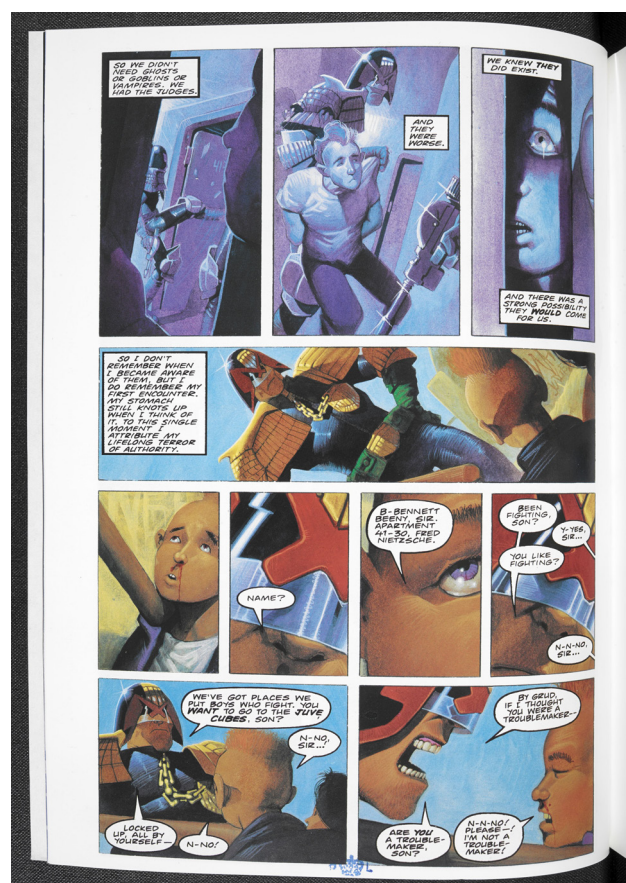 SO WE DIDN'T
NEED GHOSTS
OR GOBLINS OR
VAMPIRES. WE
HAD THE JUDGES.
AND
THEY
WERE
WORSE.
WE KNEW THEY
DID EXIST.
AND THERE WAS A
STRONG POSSIBILITY
THEY WOULD COME
FOR US.
SO I DON'T
REMEMBER WHEN
I BECAME AWARE
OF THEM, BUT I
DO REMEMBER MY
FIRST ENCOUNTER.
MY STOMACH
STILL KNOTS UP
WHEN I THINK OF
IT. TO THIS SINGLE
MOMENT I
ATTRIBUTE MY
LIFELONG TERROR
OF AUTHORITY.
NAME?
B-BENNETT
BEENY, SIR.
APARTMENT
41-30, FRED
NIETZSCHE.
BEEN
FIGHTING,
SON?
Y-YES,
SIR...
YOU LIKE
FIGHTING?
N-N-NO,
SIR...
WE'VE GOT PLACES WE
PUT BOYS WHO FIGHT. YOU
WANT TO GO TO THE JUVE
CUBES, SON?
N-NO,
SIR...!
LOCKED
UP, ALL BY
YOURSELF—
N-NO!
BY GRUD,
IF I THOUGHT
YOU WERE A
TROUBLEMAKER--
ARE YOU
A TROUBLE-
MAKER,
SON?
N-N-NO!
PLEASE—!
I'M NOT A
TROUBLE-
MAKER!